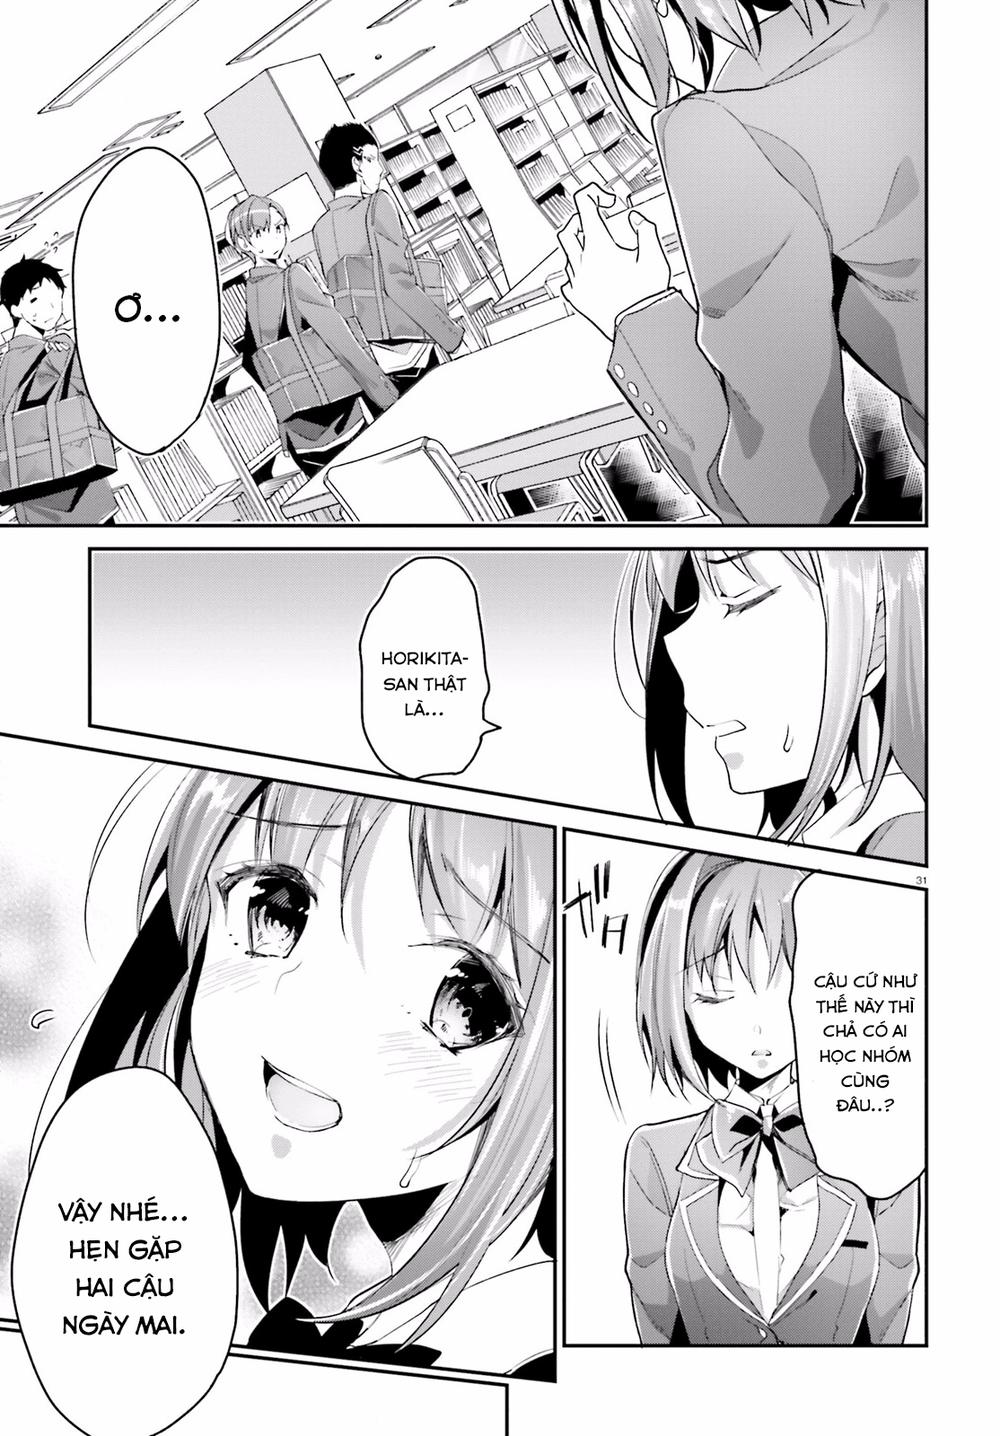 Ơ...
HORIKITA-
SAN THẬT
LÀ...
31
CẬU CỨ NHƯ
THẾ NÀY THÌ
CHẢ CÓ AI
HỌC NHÓM
CÙNG
ĐÂU..?
VẬY NHÉ...
HẸN GẶP
HAI CẬU
NGÀY MAI.